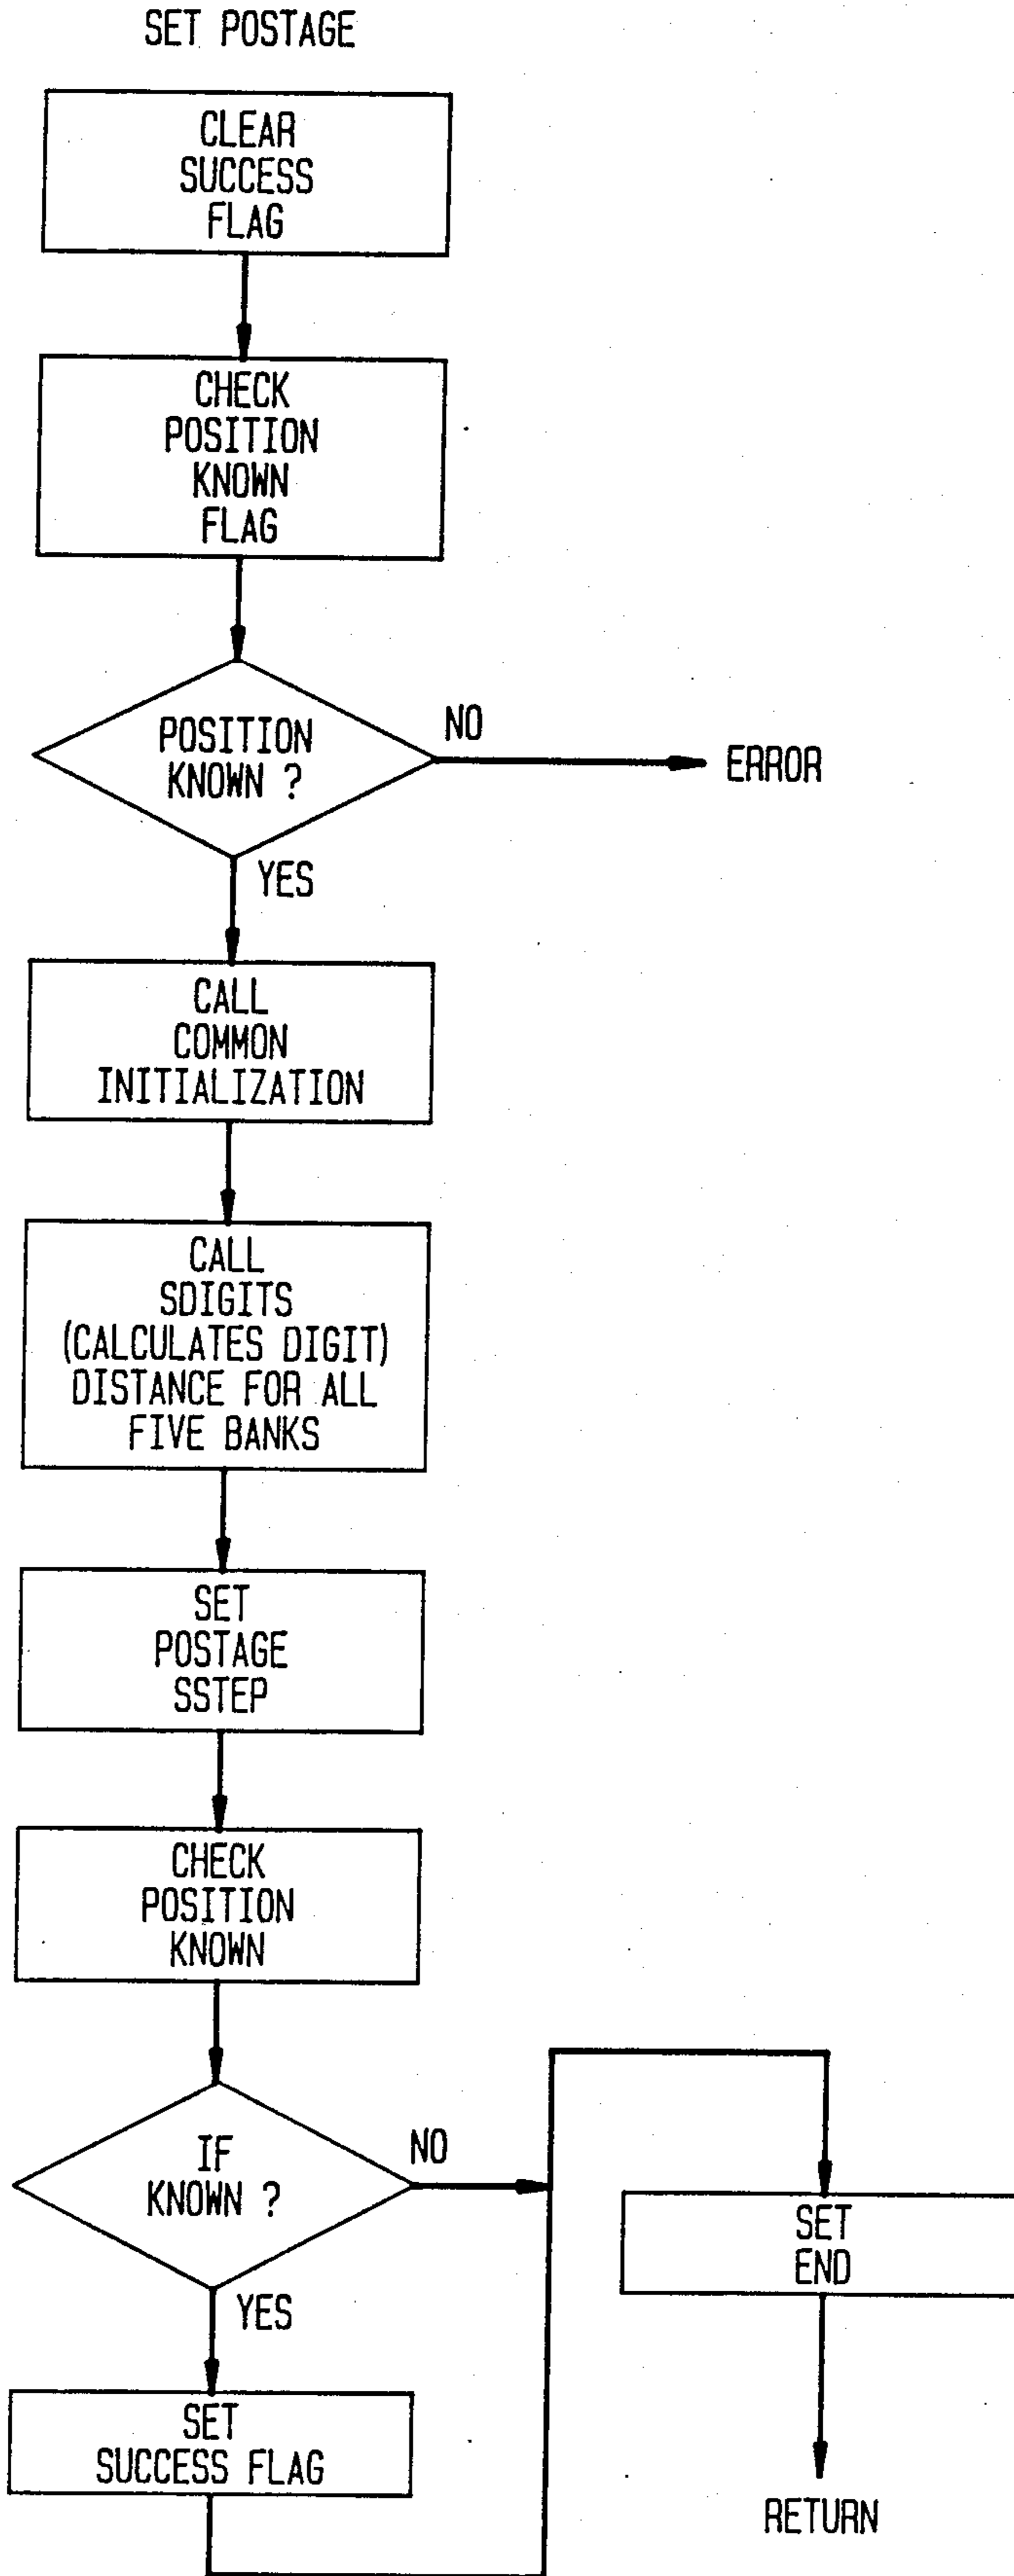 SET POSTAGE
CLEAR
SUCCESS
FLAG
CHECK
POSITION
KNOWN
FLAG
POSITION
KNOWN ?
NO
ERROR
YES
CALL
COMMON
INITIALIZATION
CALL
SDIGITS
(CALCULATES DIGIT)
DISTANCE FOR ALL
FIVE BANKS
SET
POSTAGE
SSTEP
CHECK
POSITION
KNOWN
IF
KNOWN ?
NO
YES
SET
SUCCESS FLAG
SET
END
RETURN